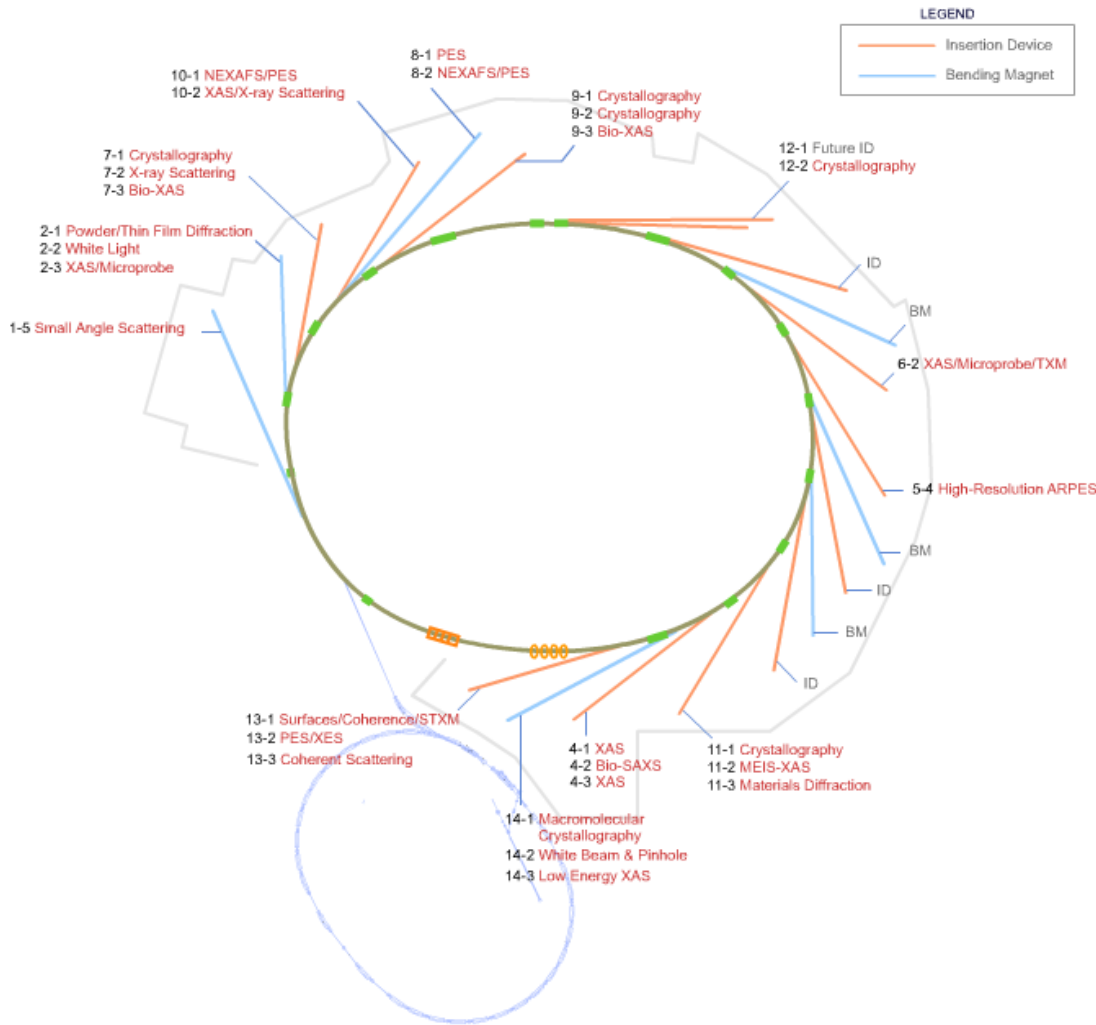 LEGEND
Insertion Device
Bending Magnet
8-1 PES
8-2 NEXAFS/PES
10-1 NEXAFS/PES
10-2 XAS/X-ray Scattering
9-1 Crystallography
9-2 Crystallography
9-3 Bio-XAS
12-1 Future ID
12-2 Crystallography
7-1 Crystallography
7-2 X-ray Scattering
7-3 Bio-XAS
2-1 Powder/Thin Film Diffraction
2-2 White Light
2-3 XAS/Microprobe
ID
BM
1-5 Small Angle Scattering
6-2 XAS/Microprobe/TXM
5-4 High-Resolution ARPES
BM
ID
BM
ID
13-1 Surfaces/Coherence/STXM
13-2 PES/XES
13-3 Coherent Scattering
4-1 XAS
4-2 Bio-SAXS
4-3 XAS
11-1 Crystallography
11-2 MEIS-XAS
11-3 Materials Diffraction
14-1 Macromolecular
Crystallography
14-2 White Beam & Pinhole
14-3 Low Energy XAS